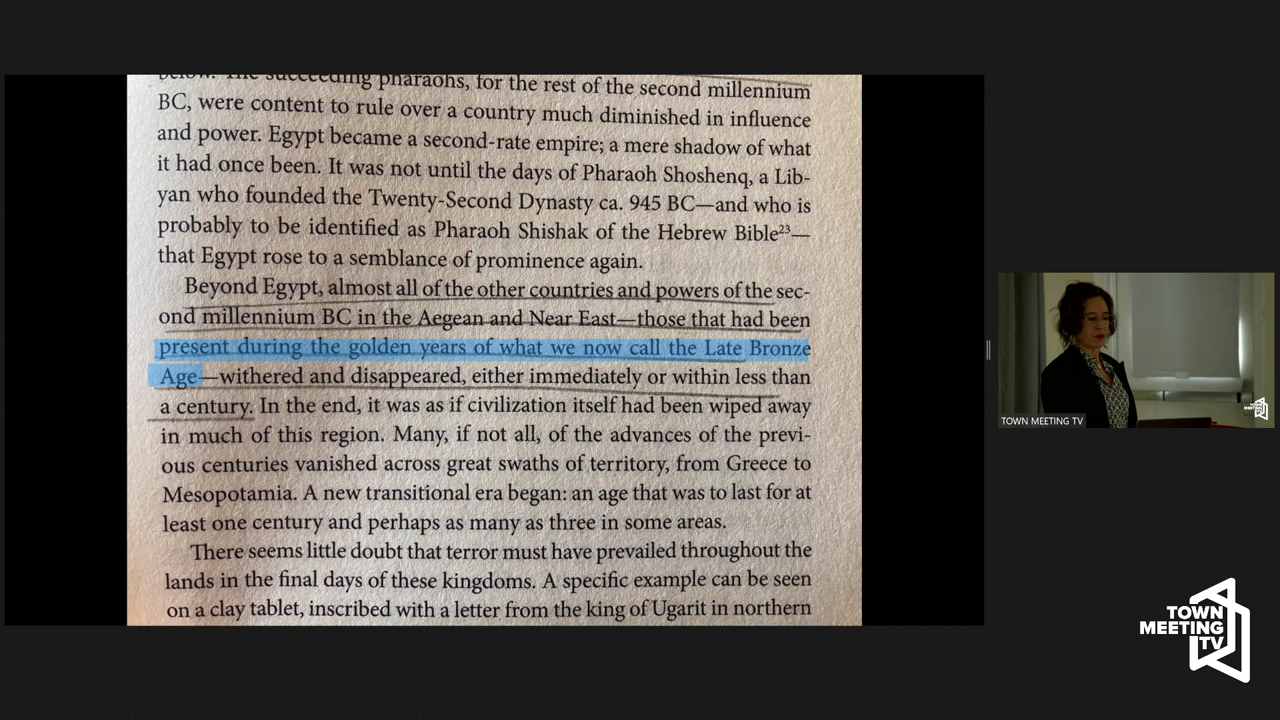 below. The succeeding pharaohs, for the rest of the second millennium
BC, were content to rule over a country much diminished in influence
and power. Egypt became a second-rate empire; a mere shadow of what
it had once been. It was not until the days of Pharaoh Shoshenq, a Lib-
yan who founded the Twenty-Second Dynasty ca. 945 BC—and who is
probably to be identified as Pharaoh Shishak of the Hebrew Bible²³—
that Egypt rose to a semblance of prominence again.
Beyond Egypt, almost all of the other countries and powers of the sec-
ond millennium BC in the Aegean and Near East—those that had been
present during the golden years of what we now call the Late Bronze
Age—withered and disappeared, either immediately or within less than
a century. In the end, it was as if civilization itself had been wiped away
in much of this region. Many, if not all, of the advances of the previ-
ous centuries vanished across great swaths of territory, from Greece to
Mesopotamia. A new transitional era began: an age that was to last for at
least one century and perhaps as many as three in some areas.
There seems little doubt that terror must have prevailed throughout the
lands in the final days of these kingdoms. A specific example can be seen
on a clay tablet, inscribed with a letter from the king of Ugarit in northern
TOWN MEETING TV
TOWN
MEETING
TV